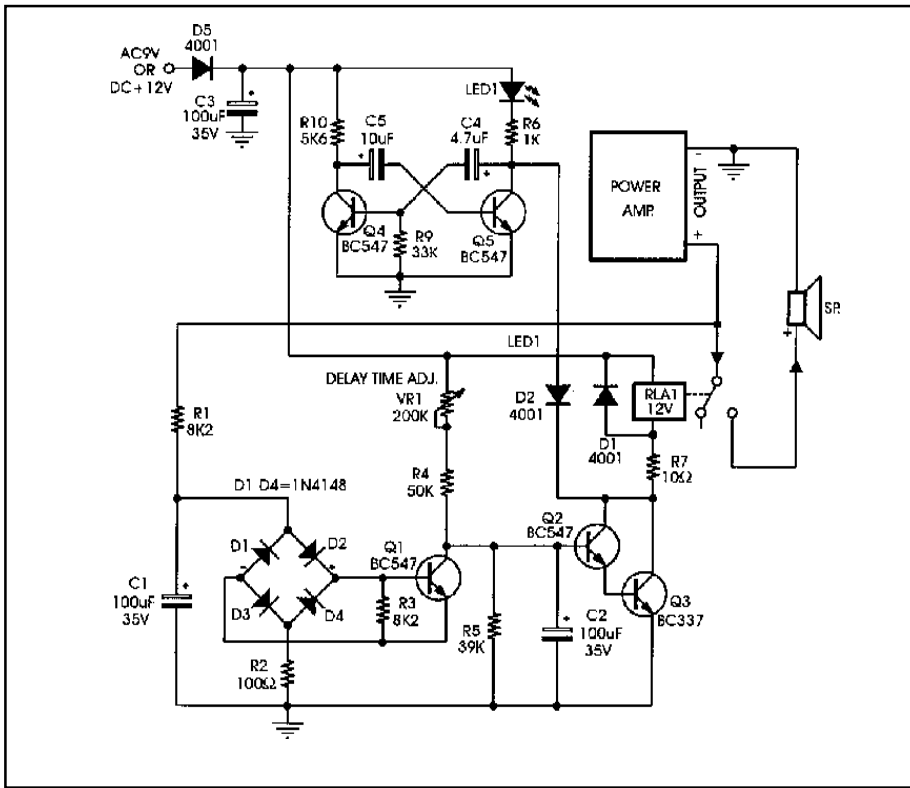 D5
4001
AC9V
OR
DC+12V
C3
100uF
35V
+
R10
5K6
C5
10uF
+
C4
4.7uF
+
LED1
R6
1K
Q4
BC547
R9
33K
Q5
BC547
POWER
AMP.
OUTPUT
-
+
SP.
+
LED1
DELAY TIME ADJ.
VR1
200K
D2
4001
D1
4001
RLA1
12V
R7
10Ω
R1
8K2
R4
50K
D1 D4=1N4148
D1
D2
-
+
D3
D4
Q1
BC547
R3
8K2
Q2
BC547
Q3
BC337
C1
100uF
35V
+
R2
100Ω
R5
39K
C2
100uF
35V
+